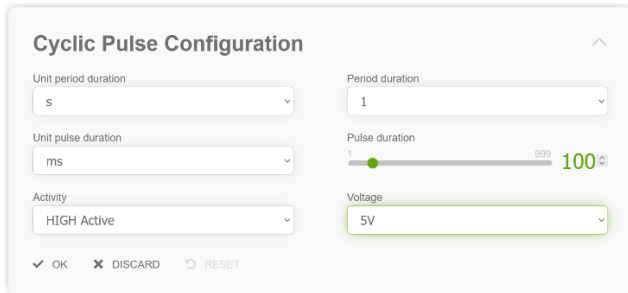 Cyclic Pulse Configuration
Unit period duration
s
Period duration
1
Unit pulse duration
ms
Pulse duration
1 999 100
Activity
HIGH Active
Voltage
5V
OK DISCARD RESET